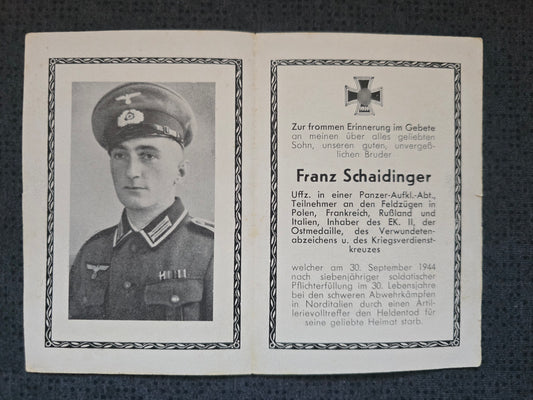 Zur frommen Erinnerung im Gebete
an meinen über alles geliebten
Sohn, unseren guten, unvergeß-
lichen Bruder
Franz Schaidinger
Uffz. in einer Panzer-Aufkl.-Abt.,
Teilnehmer an den Feldzügen in
Polen, Frankreich, Rußland und
Italien, Inhaber des EK. II, der
Ostmedaille, des Verwundeten-
abzeichens u. des Kriegsverdienst-
kreuzes
welcher am 30. September 1944
nach siebenjähriger soldatischer
Pflichterfüllung im 30. Lebensjahre
bei den schweren Abwehrkämpfen
in Norditalien durch einen Artil-
lerievolltreffer den Heldentod für
seine geliebte Heimat starb.